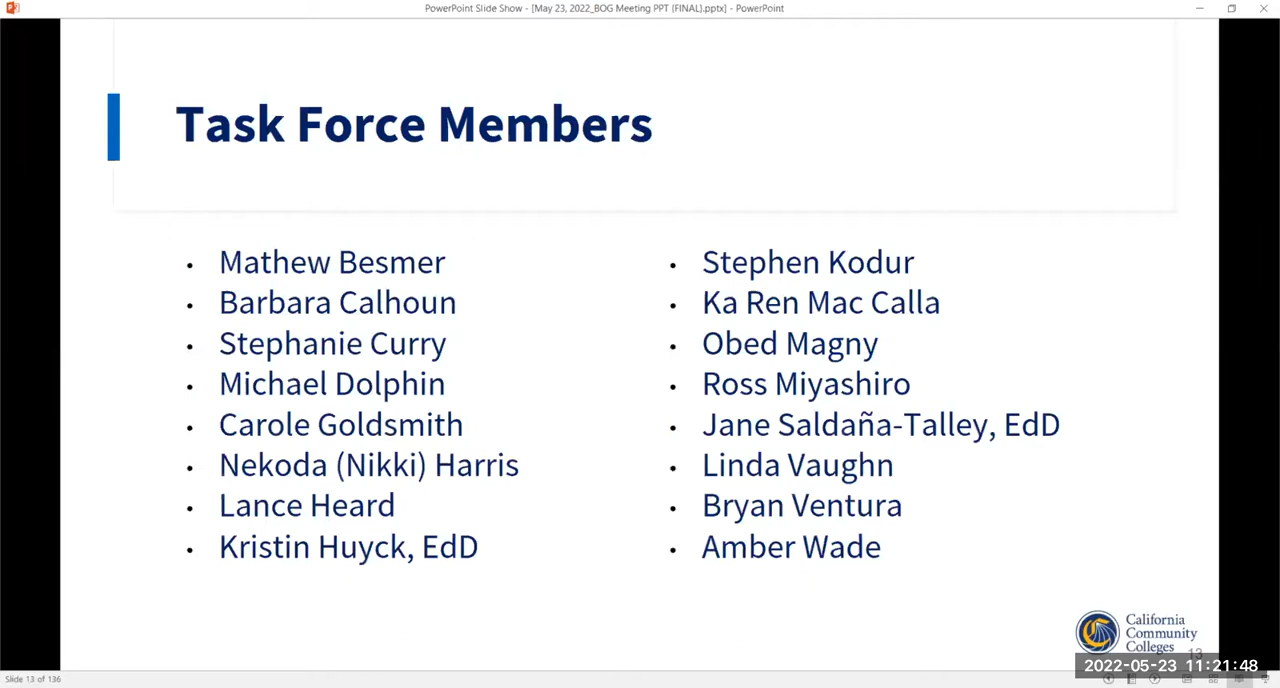 PowerPoint Slide Show - [May 23, 2022_BOG Meeting PPT (FINAL).pptx] - PowerPoint
Task Force Members
• Mathew Besmer
• Barbara Calhoun
• Stephanie Curry
• Michael Dolphin
• Carole Goldsmith
• Nekoda (Nikki) Harris
• Lance Heard
• Kristin Huyck, EdD
• Stephen Kodur
• Ka Ren Mac Calla
• Obed Magny
• Ross Miyashiro
• Jane Saldaña-Talley, EdD
• Linda Vaughn
• Bryan Ventura
• Amber Wade
California
Community
Colleges
13
2022-05-23 11:21:48
Slide 13 of 136